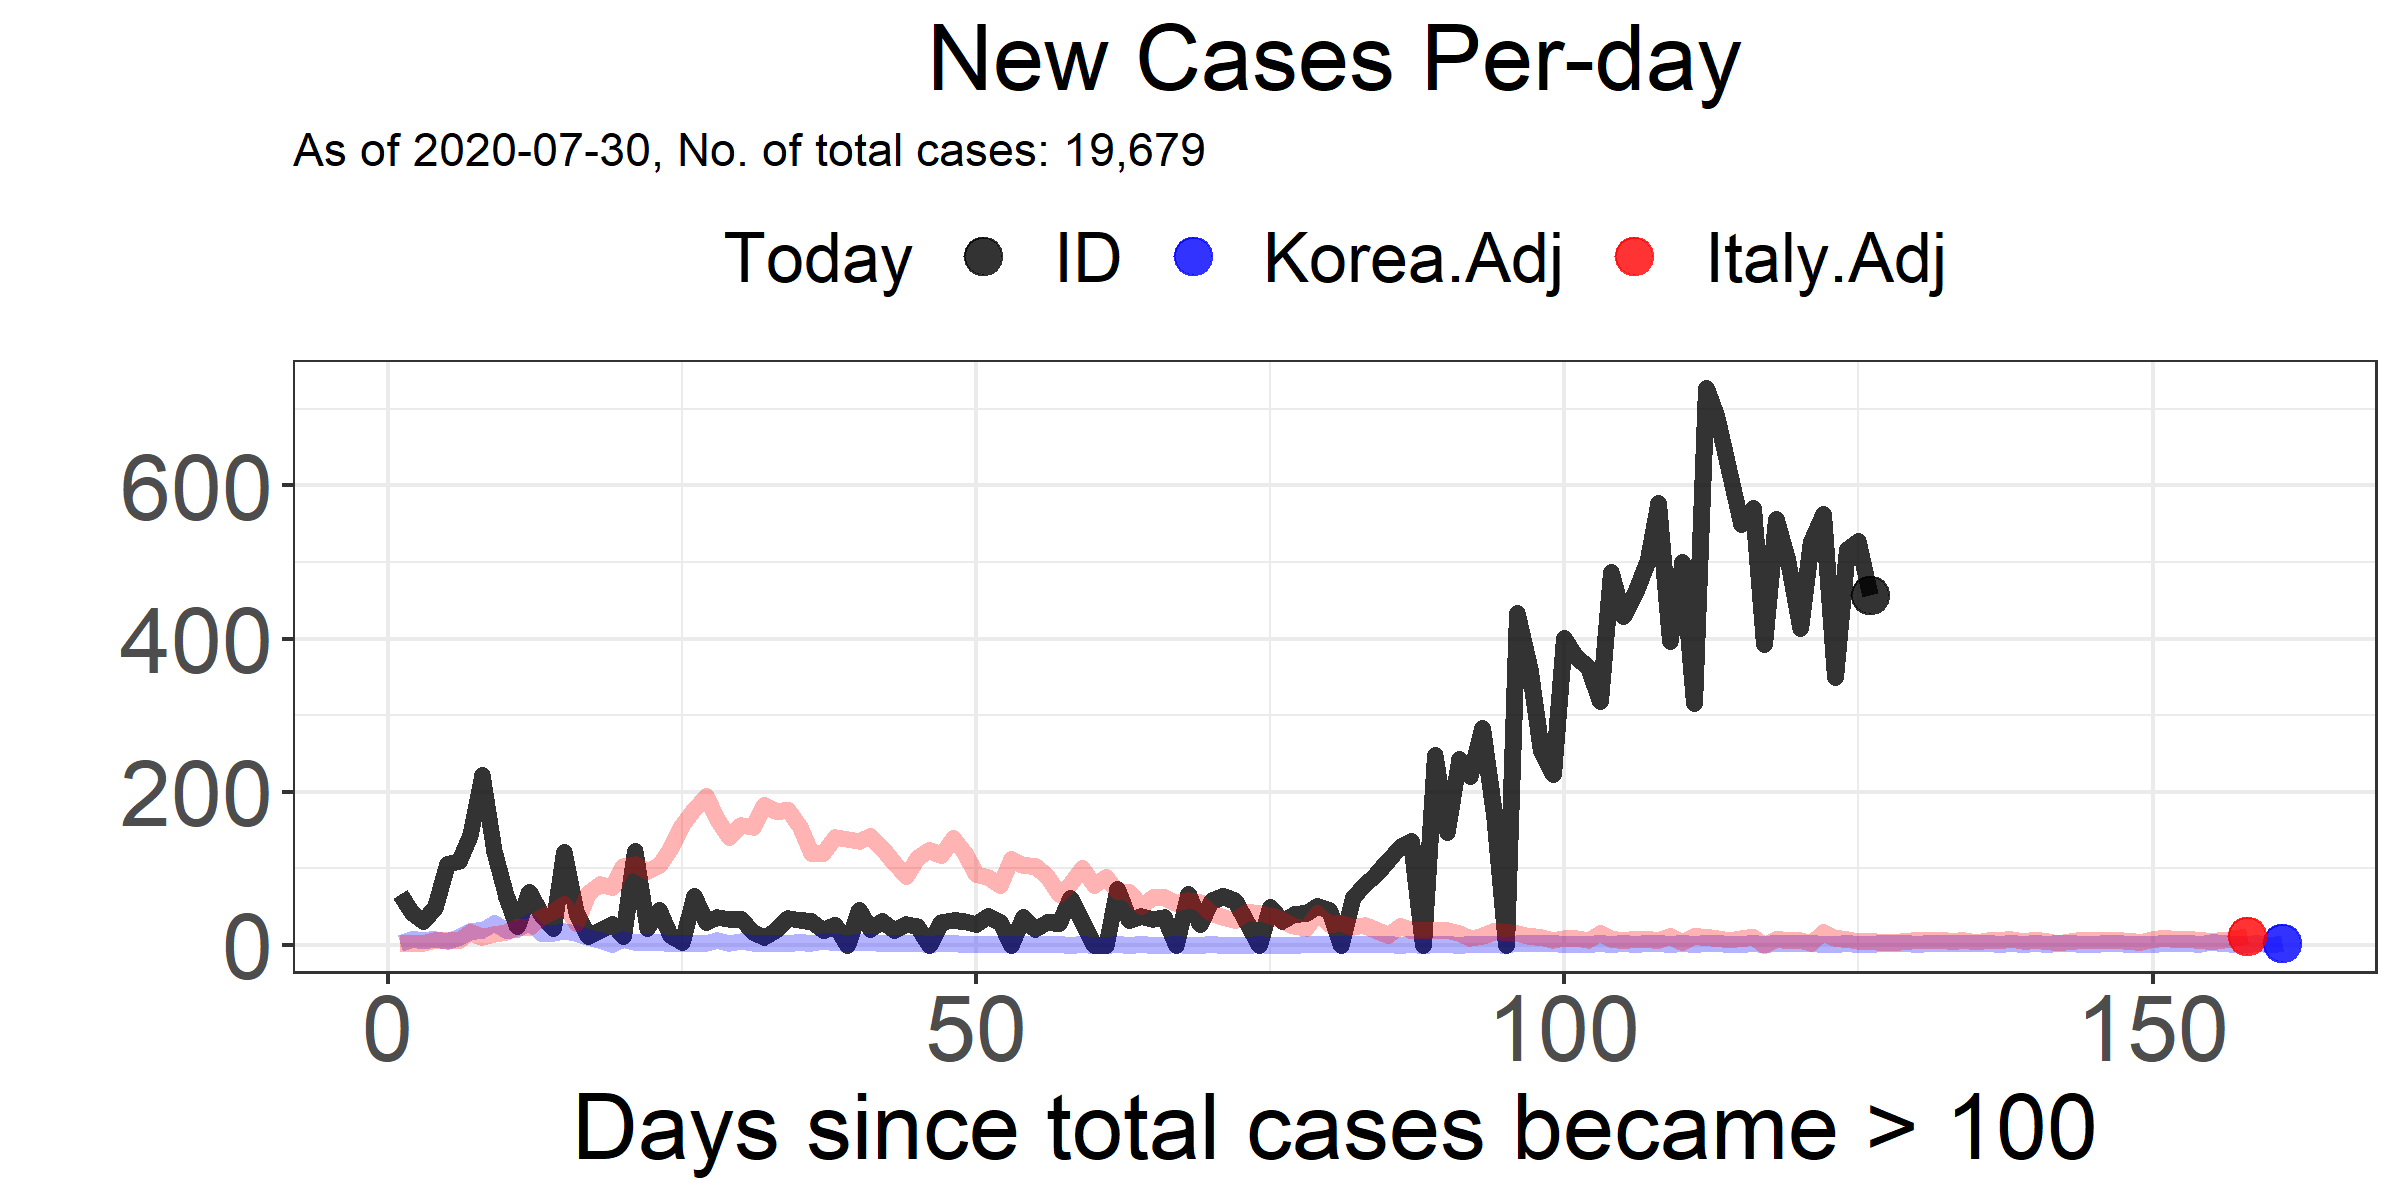 New Cases Per-day
As of 2020-07-30, No. of total cases: 19,679
Today ID Korea.Adj Italy.Adj
600
400
200
0
0 50 100 150
Days since total cases became > 100